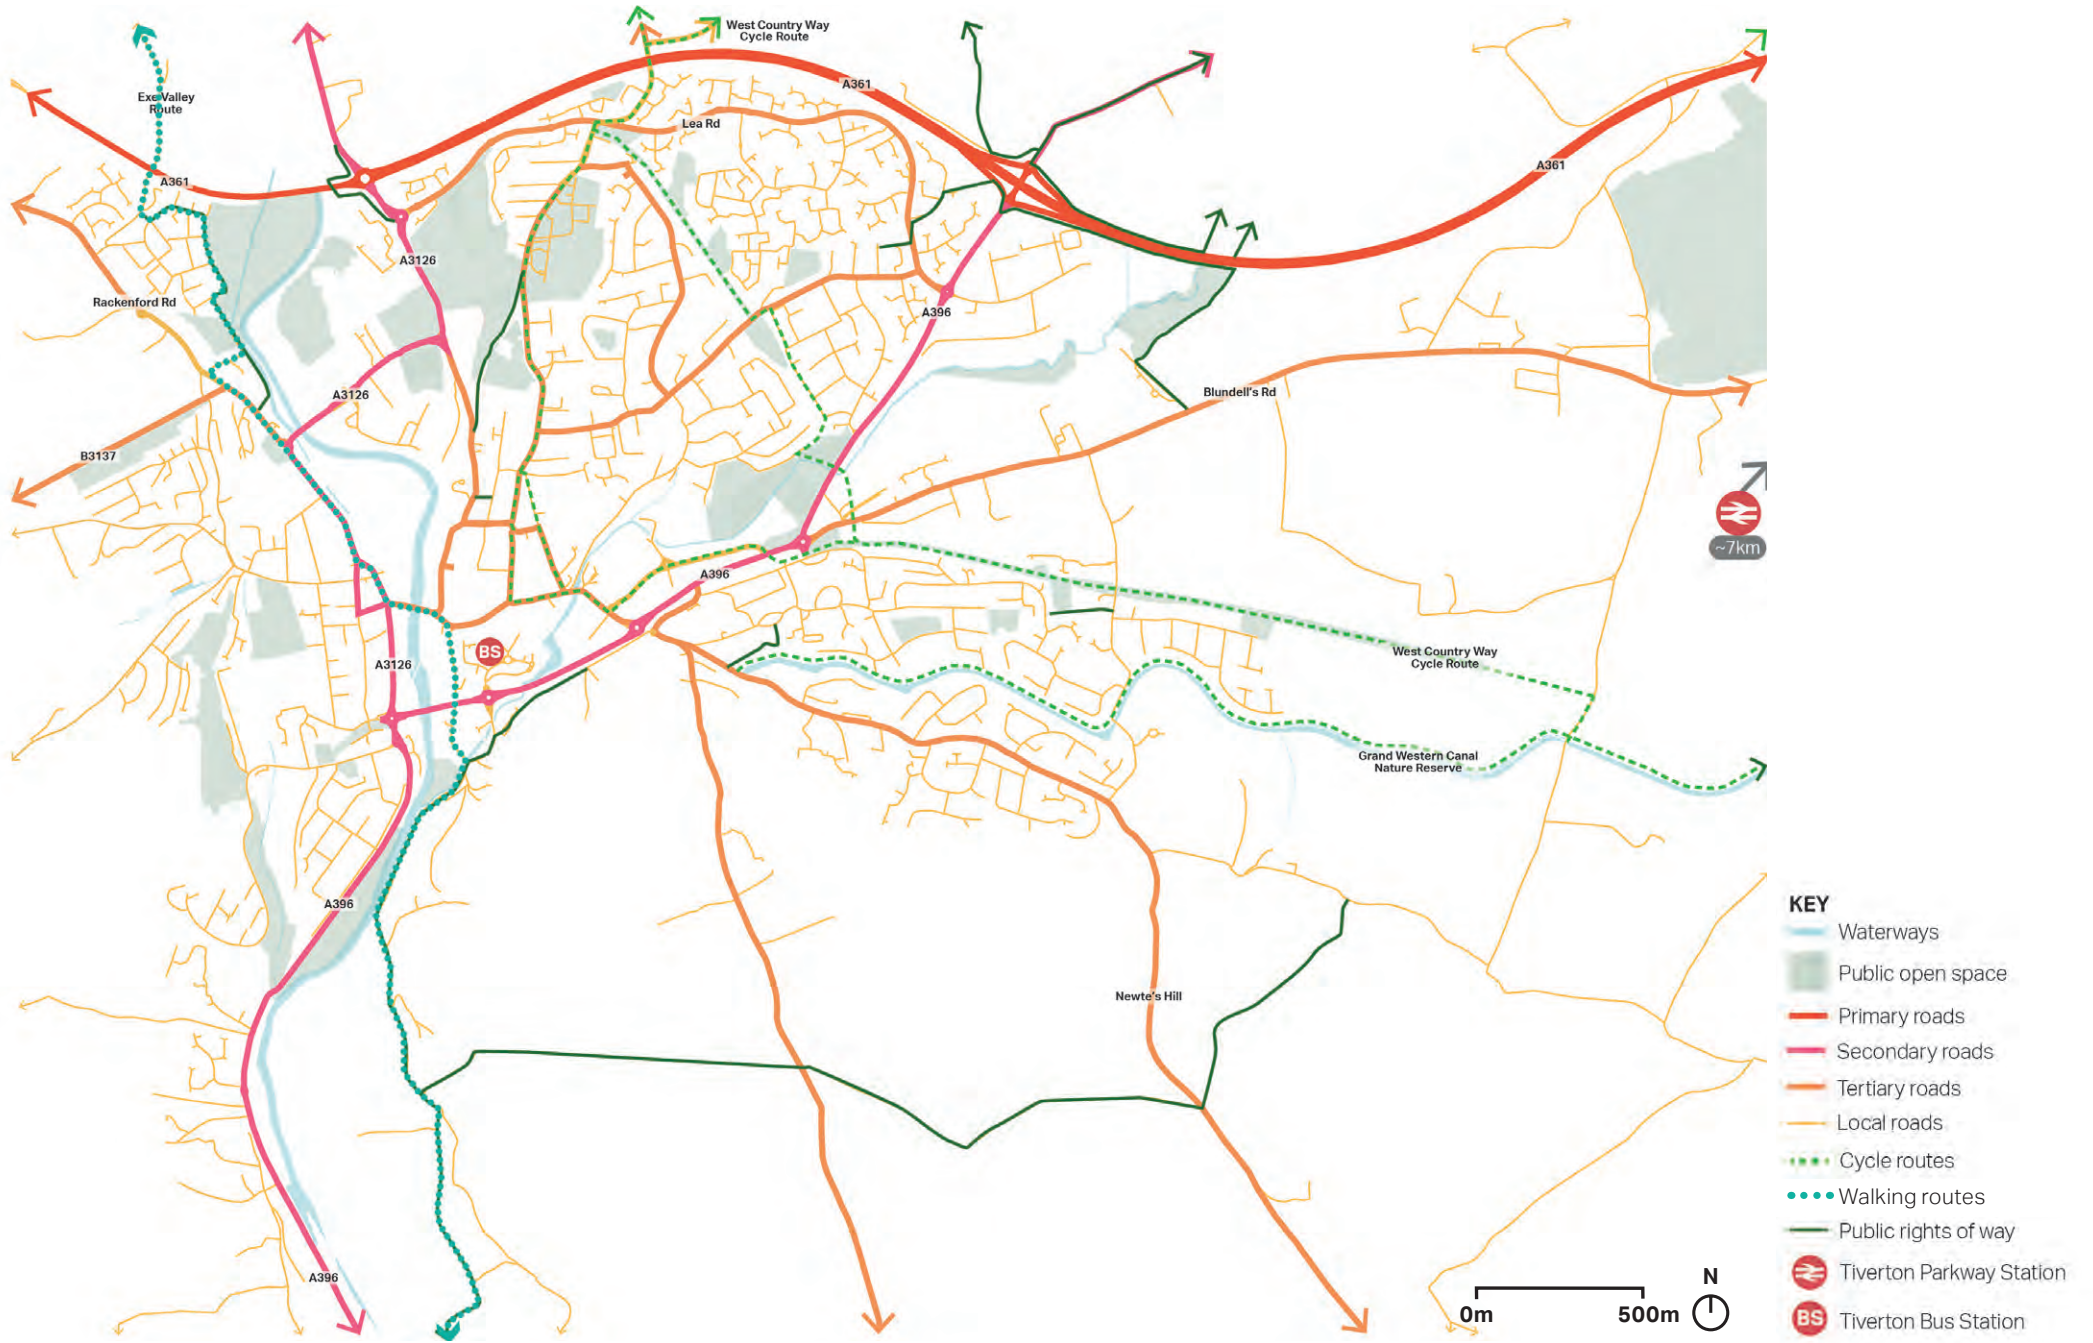 West Country Way
Cycle Route
A361
Exe Valley
Route
Lea Rd
A361
A361
A3126
Rackenford Rd
A396
A3126
Blundell's Rd
B3137
~7km
A396
BS
A3126
West Country Way
Cycle Route
Grand Western Canal
Nature Reserve
A396
Newte's Hill
A396
KEY
Waterways
Public open space
Primary roads
Secondary roads
Tertiary roads
Local roads
Cycle routes
Walking routes
Public rights of way
Tiverton Parkway Station
BS Tiverton Bus Station
N
0m 500m